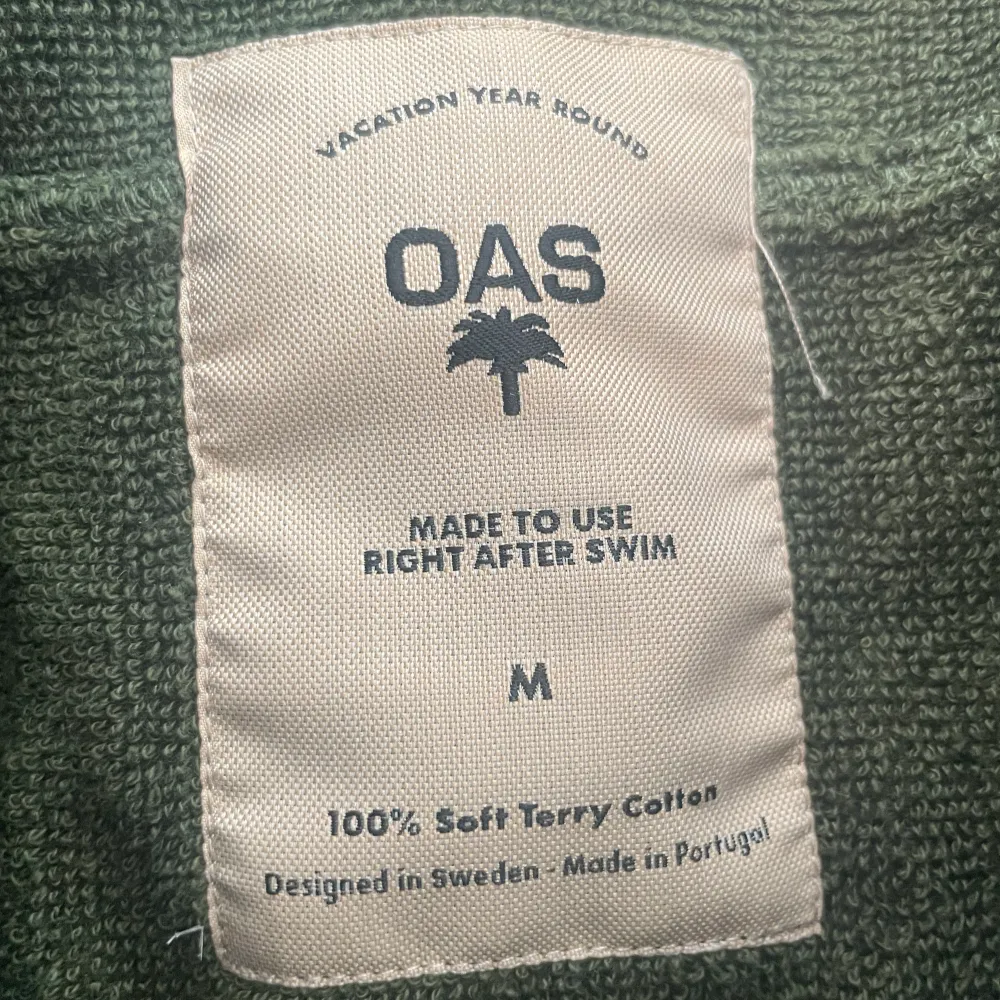 VACATION YEAR ROUND
OAS
MADE TO USE
RIGHT AFTER SWIM
M
100% Soft Terry Cotton
Designed in Sweden - Made in Portugal